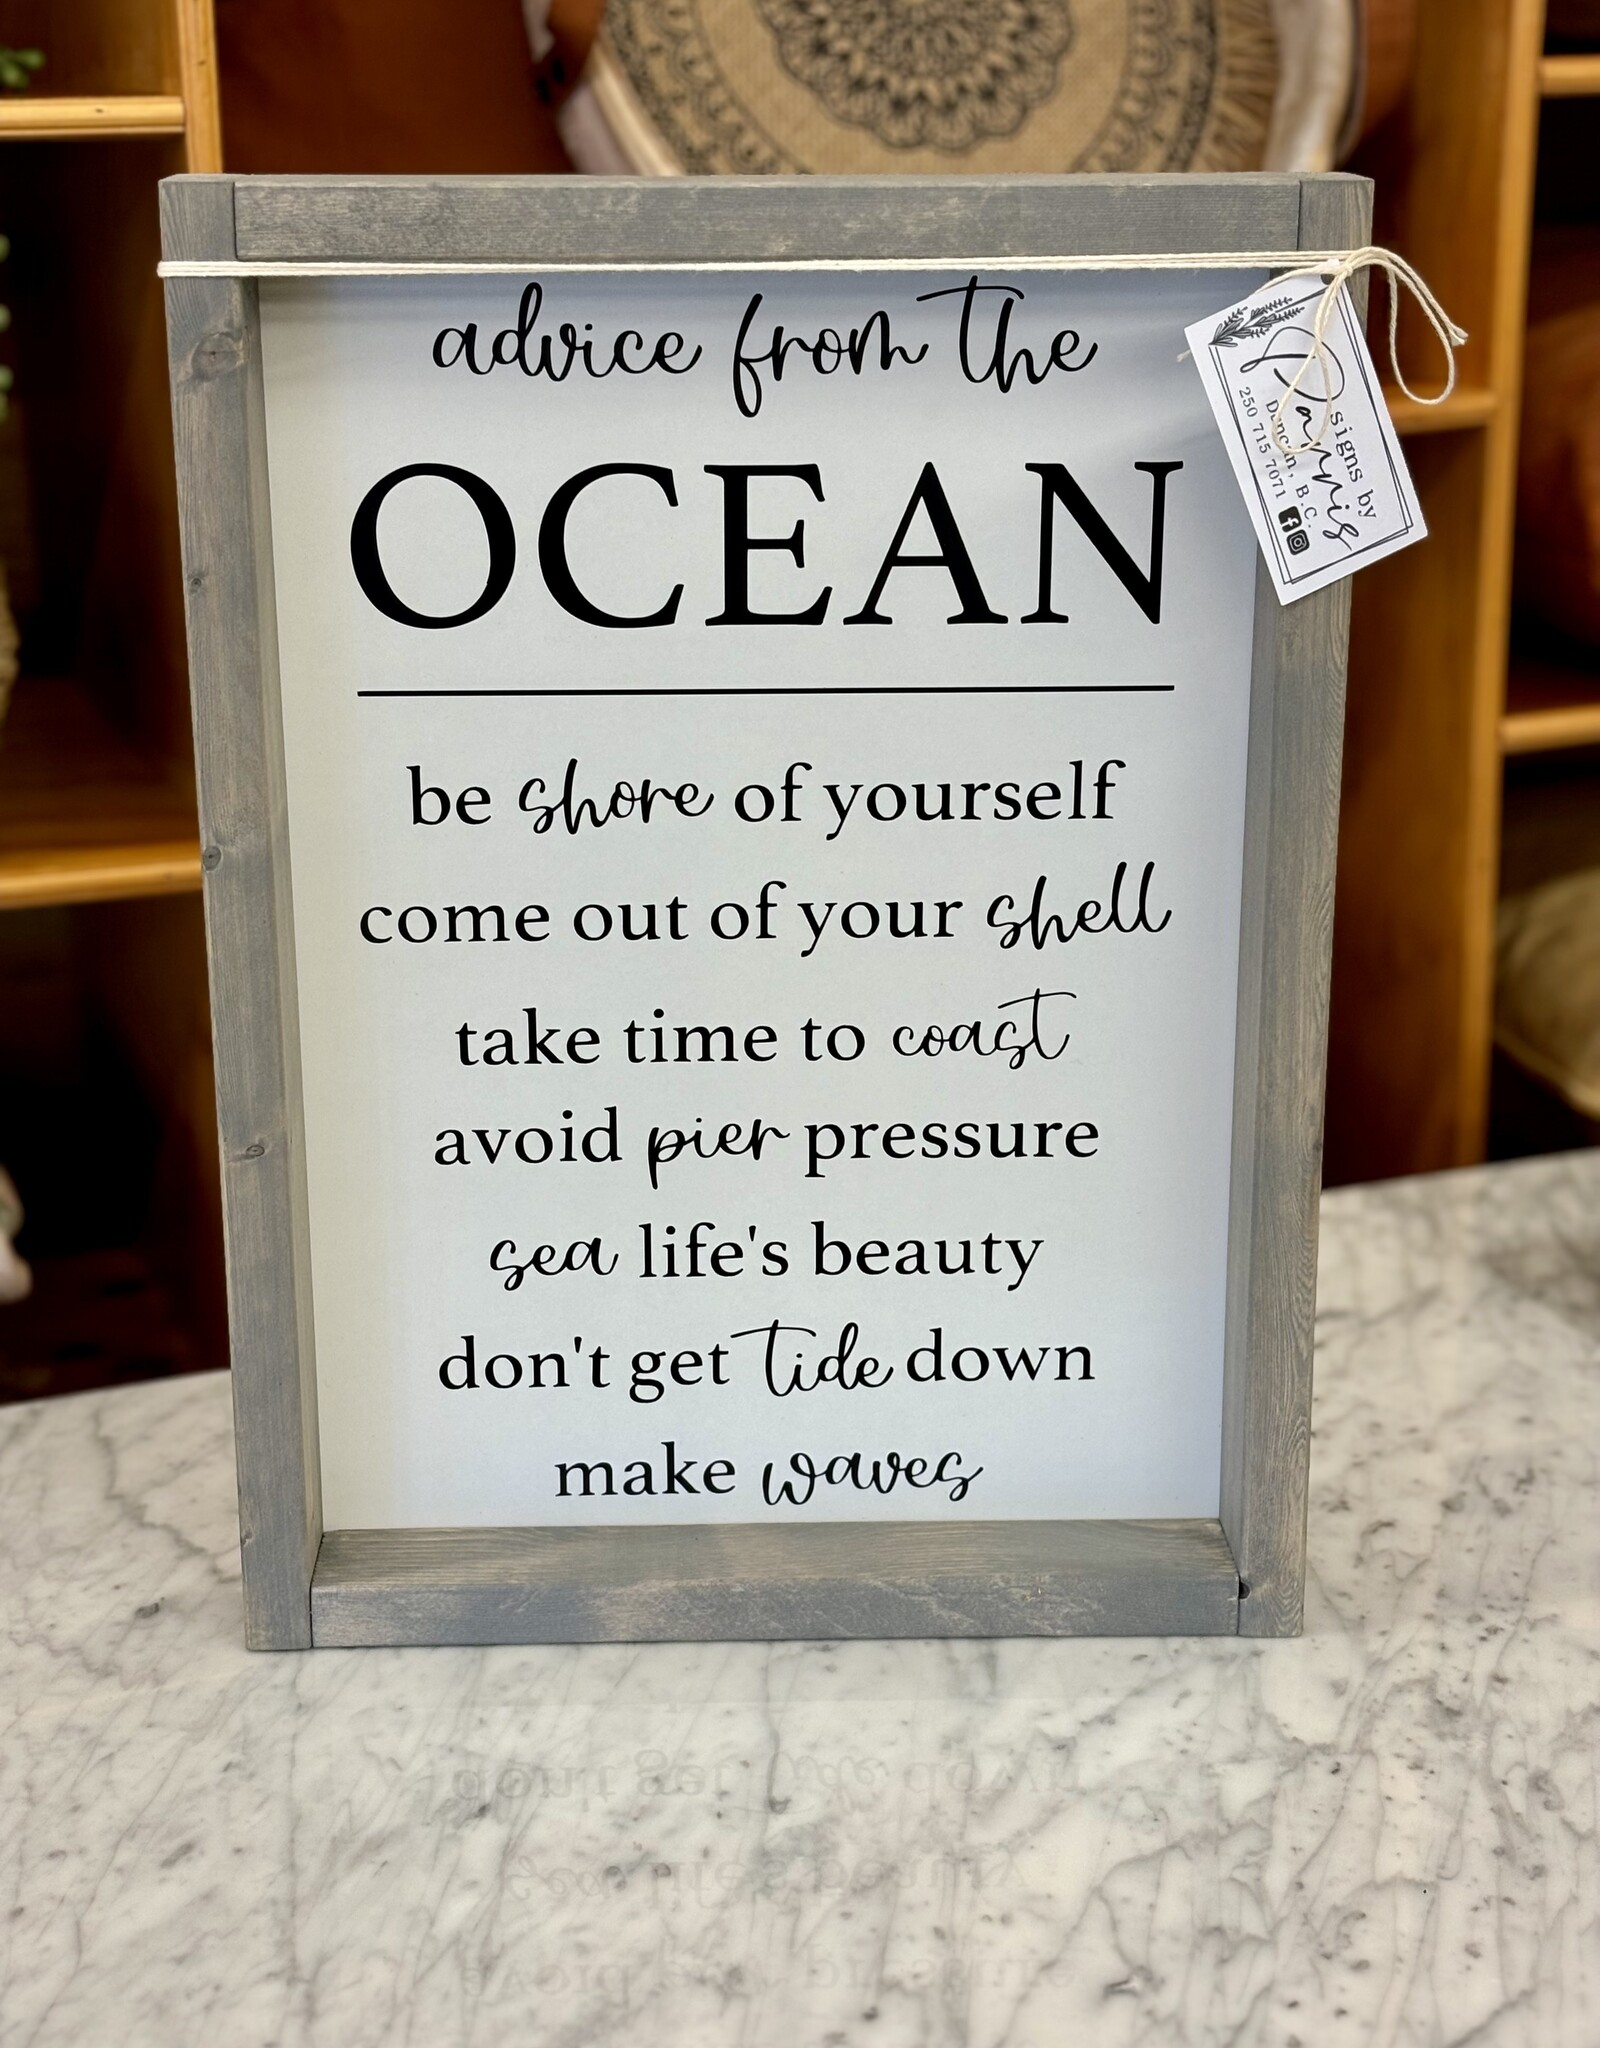 advice from the
OCEAN
be shore of yourself
come out of your shell
take time to coast
avoid pier pressure
sea life's beauty
don't get tide down
make waves
signs by
Dannis
Duncan, B.C.
250 715 7071